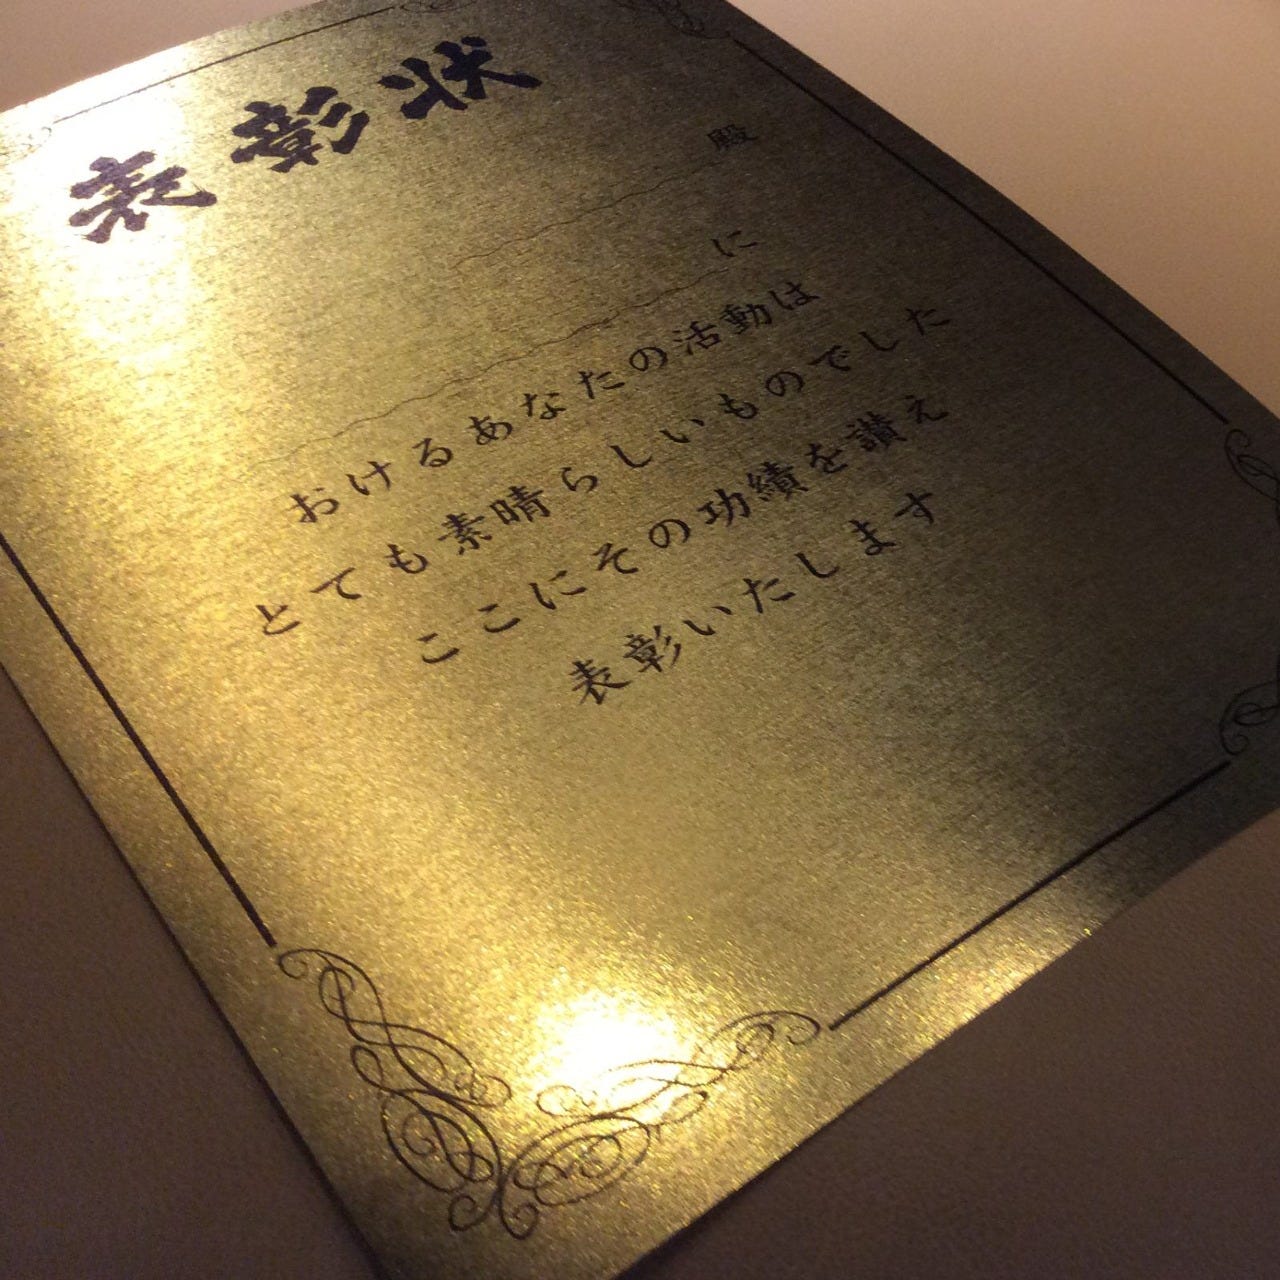 表彰状
殿
に
おけるあなたの活動は
とても素晴らしいものでした
ここにその功績を讃え
表彰いたします